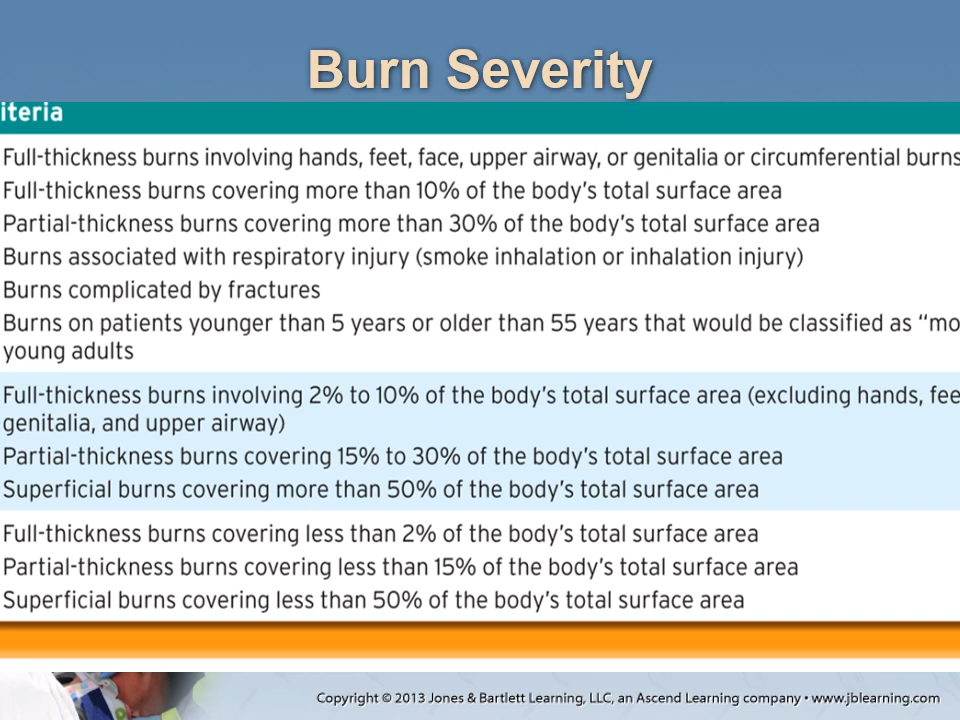 Burn Severity
iteria
Full-thickness burns involving hands, feet, face, upper airway, or genitalia or circumferential burns
Full-thickness burns covering more than 10% of the body's total surface area
Partial-thickness burns covering more than 30% of the body's total surface area
Burns associated with respiratory injury (smoke inhalation or inhalation injury)
Burns complicated by fractures
Burns on patients younger than 5 years or older than 55 years that would be classified as “mo
young adults
Full-thickness burns involving 2% to 10% of the body's total surface area (excluding hands, fee
genitalia, and upper airway)
Partial-thickness burns covering 15% to 30% of the body's total surface area
Superficial burns covering more than 50% of the body's total surface area
Full-thickness burns covering less than 2% of the body's total surface area
Partial-thickness burns covering less than 15% of the body's total surface area
Superficial burns covering less than 50% of the body's total surface area
Copyright © 2013 Jones & Bartlett Learning, LLC, an Ascend Learning company • www.jblearning.com